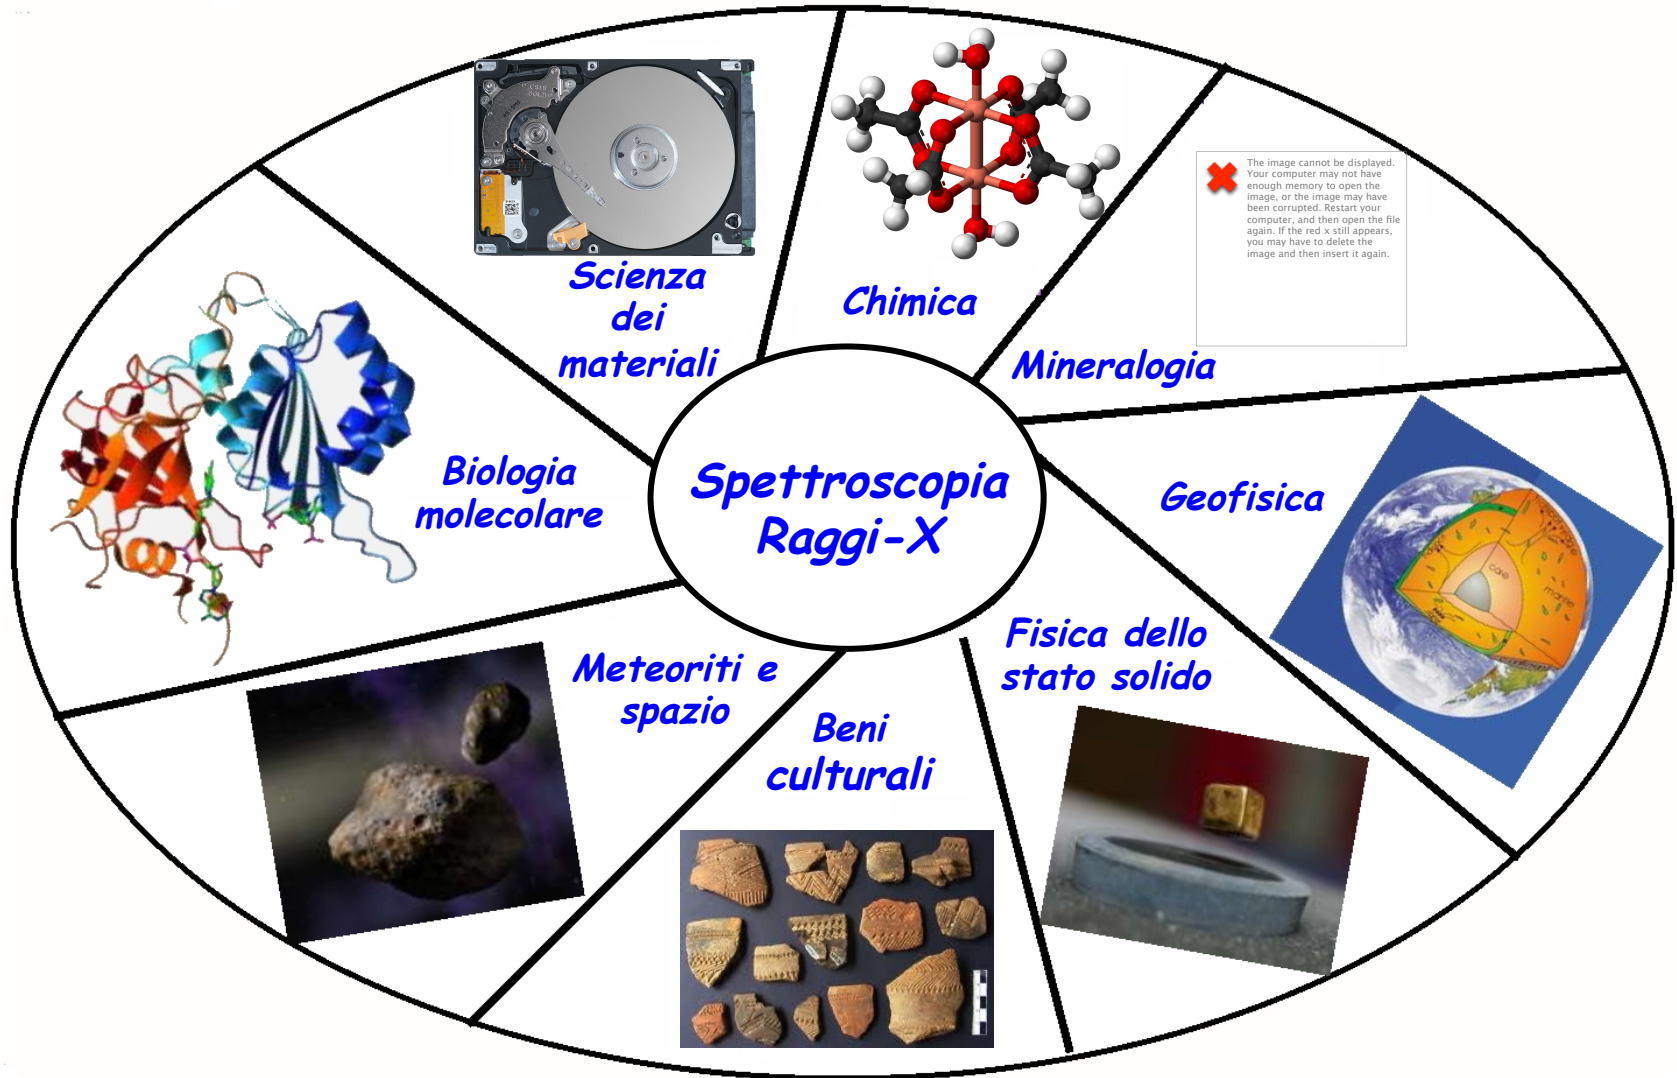 Scienza
dei
materiali
Chimica
The image cannot be displayed.
Your computer may not have
enough memory to open the
image, or the image may have
been corrupted. Restart your
computer, and then open the file
again. If the red x still appears,
you may have to delete the
image and then insert it again.
Mineralogia
Biologia
molecolare
Spettroscopia
Raggi-X
Geofisica
core
mantle
Meteoriti e
spazio
Beni
culturali
Fisica dello
stato solido